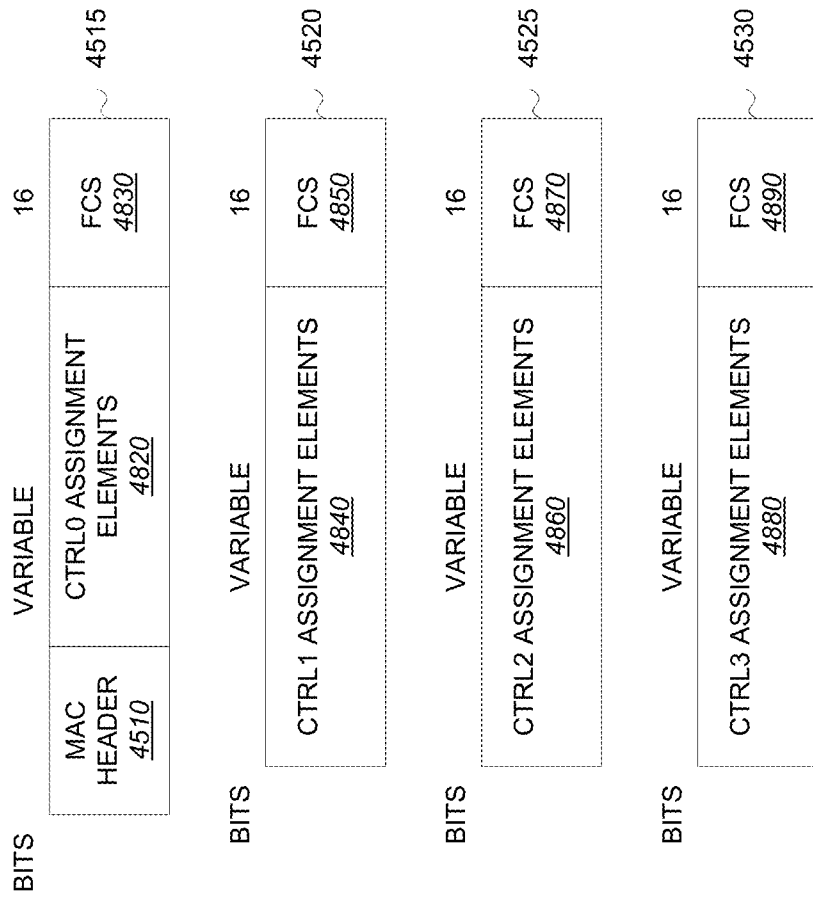 BITS VARIABLE 16
MAC HEADER 4510
CTRL0 ASSIGNMENT ELEMENTS 4820
FCS 4830
4515
BITS VARIABLE 16
CTRL1 ASSIGNMENT ELEMENTS 4840
FCS 4850
4520
BITS VARIABLE 16
CTRL2 ASSIGNMENT ELEMENTS 4860
FCS 4870
4525
BITS VARIABLE 16
CTRL3 ASSIGNMENT ELEMENTS 4880
FCS 4890
4530